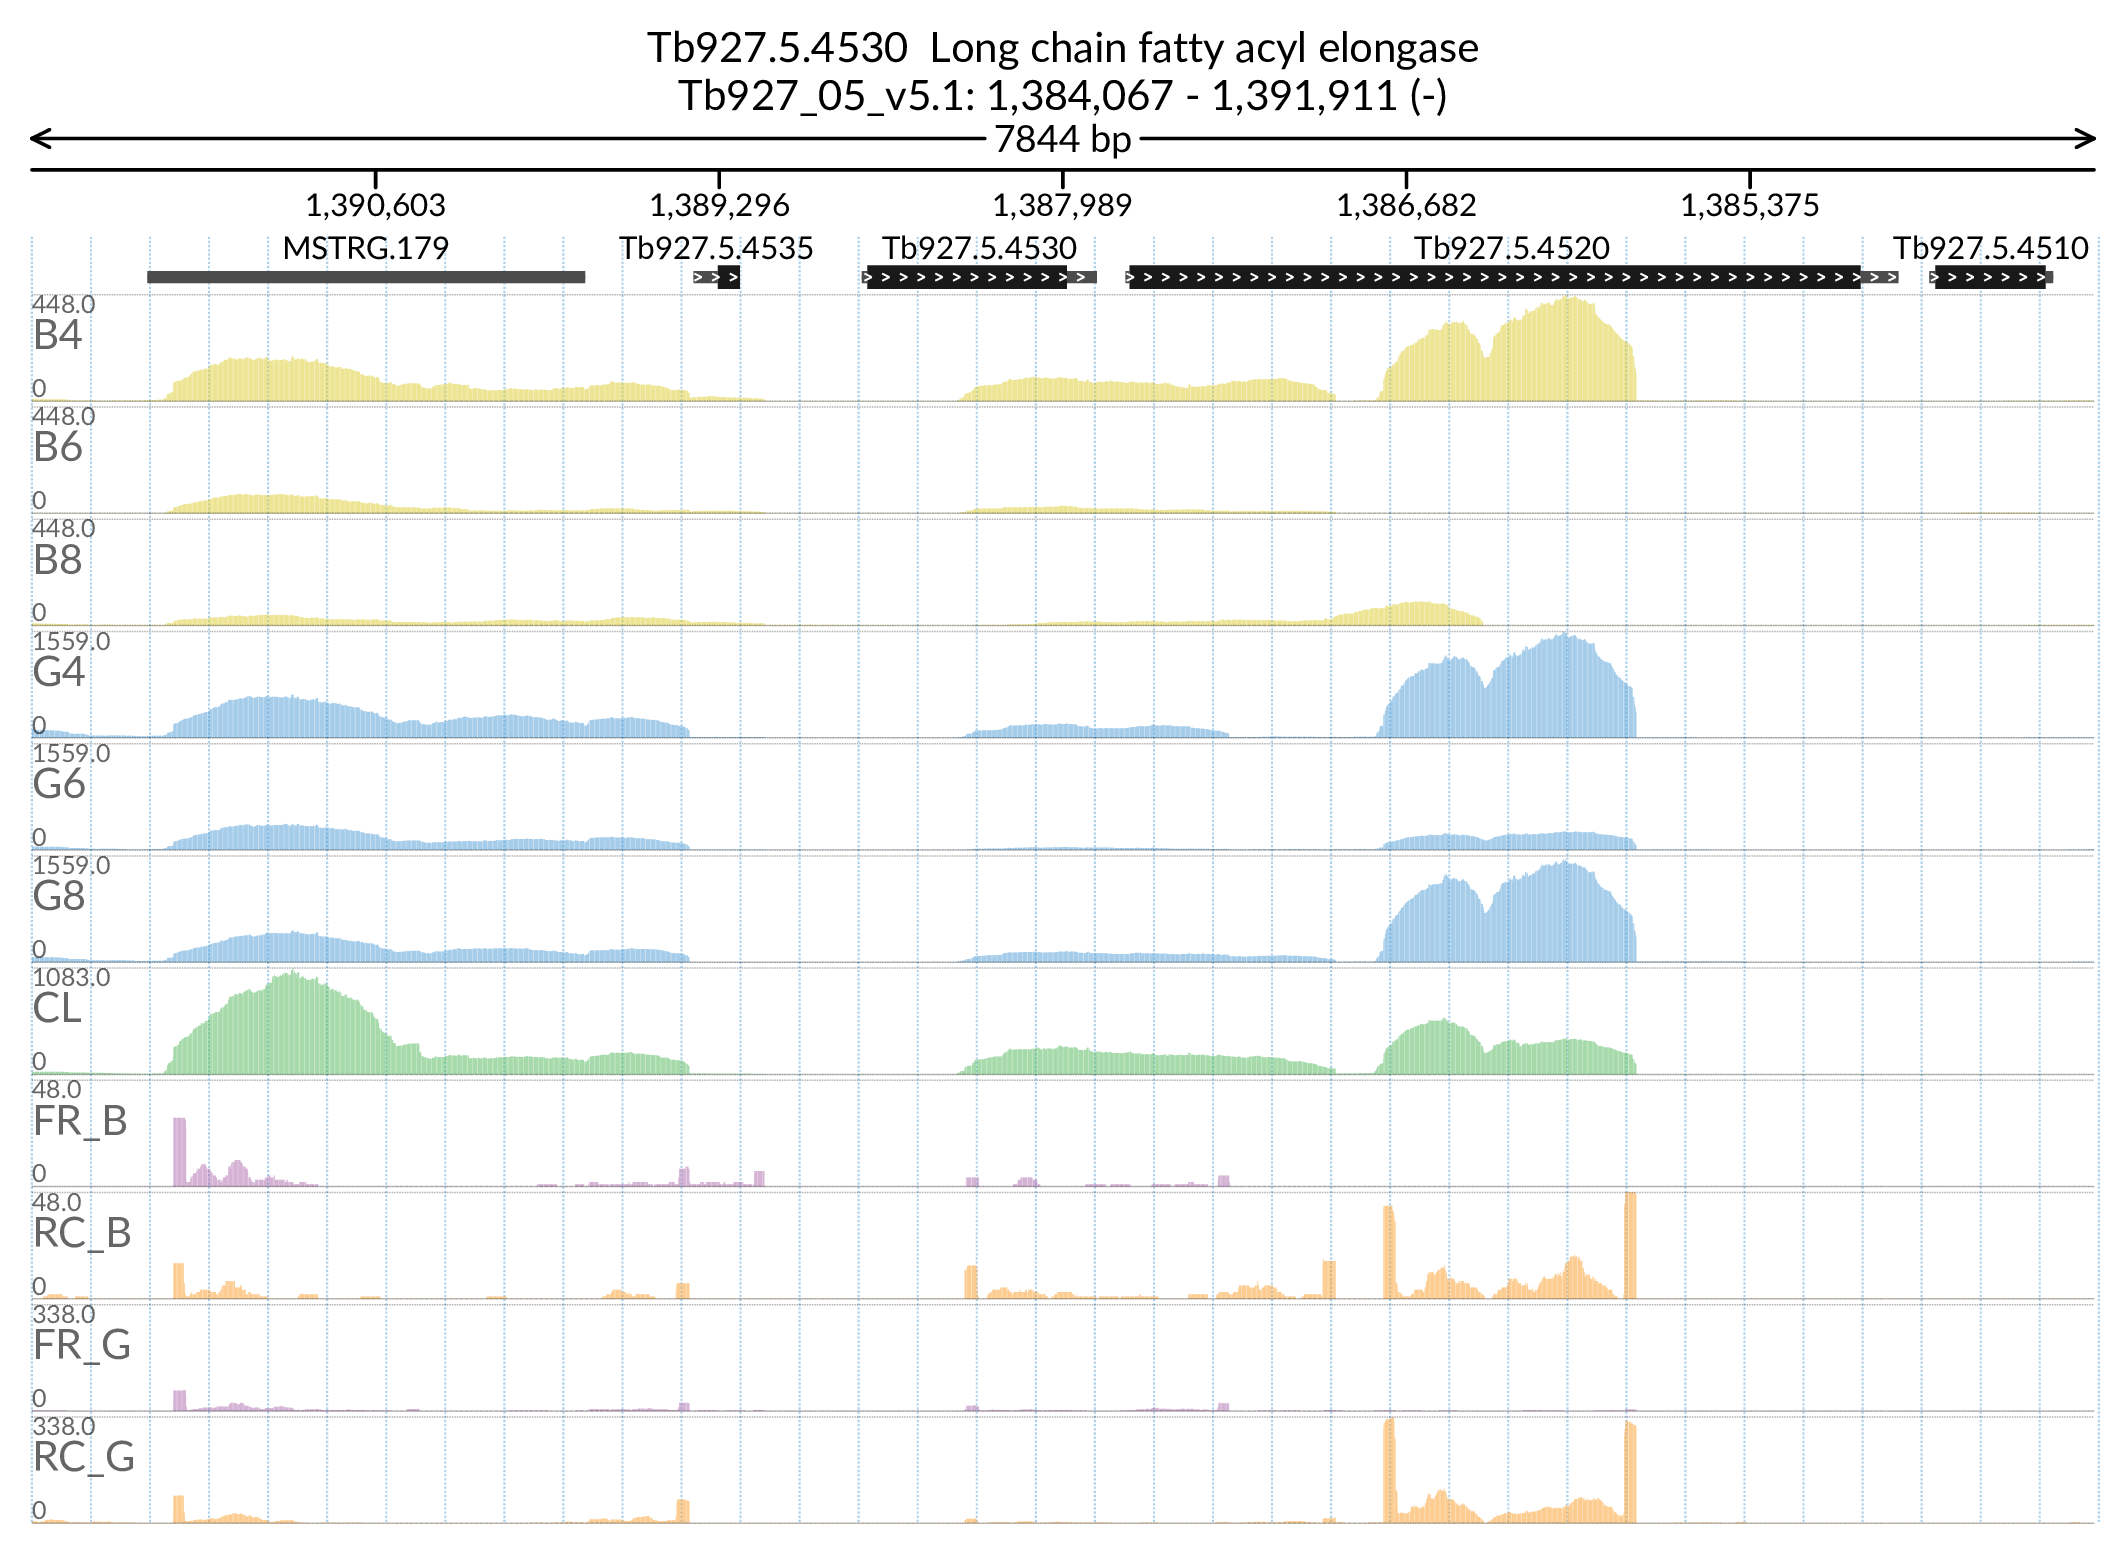 Tb927.5.4530  Long chain fatty acyl elongase
Tb927_05_v5.1: 1,384,067 - 1,391,911 (-)
7844 bp
1,390,603 1,389,296 1,387,989 1,386,682 1,385,375
MSTRG.179 Tb927.5.4535 Tb927.5.4530 Tb927.5.4520 Tb927.5.4510
448.0
B4
0
448.0
B6
0
448.0
B8
0
1559.0
G4
0
1559.0
G6
0
1559.0
G8
0
1083.0
CL
0
48.0
FR_B
0
48.0
RC_B
0
338.0
FR_G
0
338.0
RC_G
0